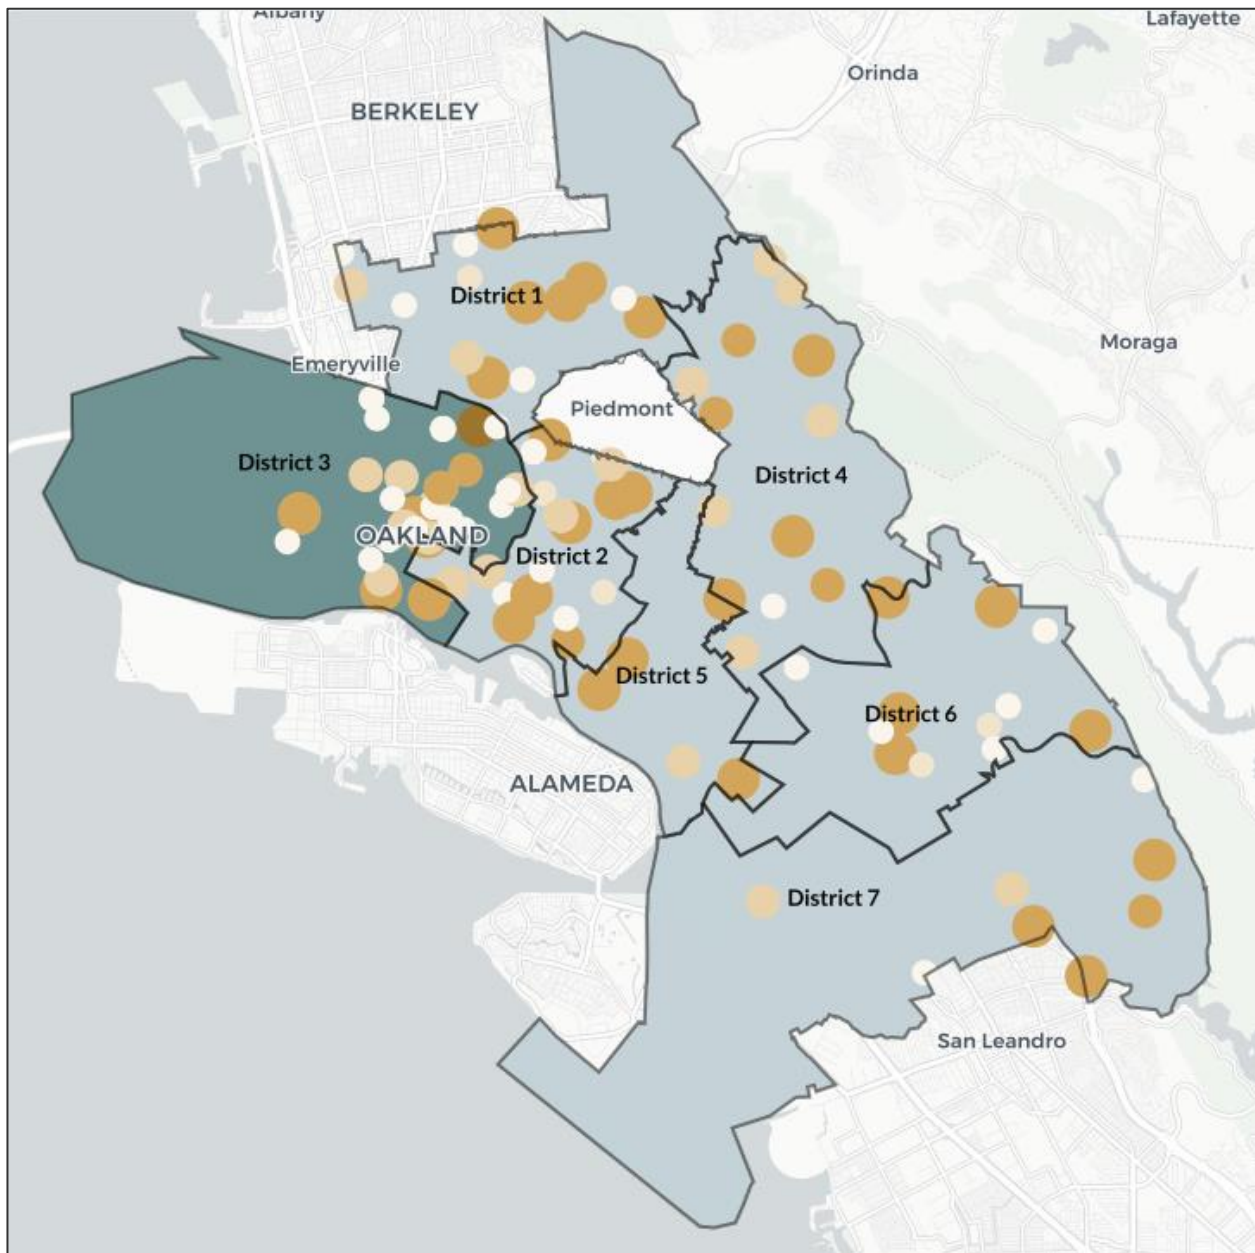 Albany
Lafayette
Orinda
BERKELEY
District 1
Moraga
Emeryville
Piedmont
District 3
District 4
OAKLAND
District 2
District 5
District 6
ALAMEDA
District 7
San Leandro